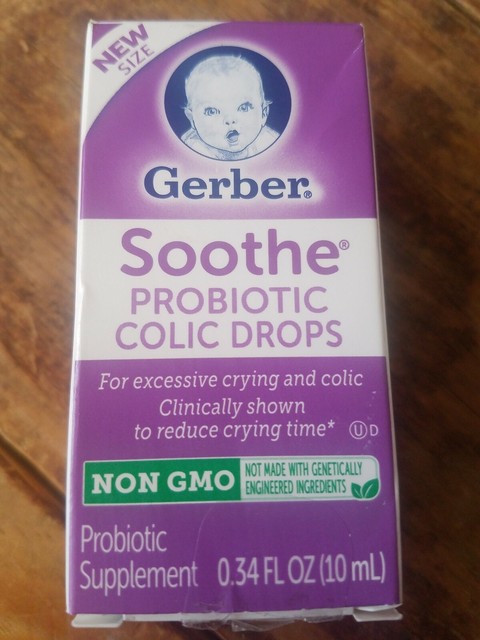 NEW
SIZE
Gerber®
Soothe®
PROBIOTIC
COLIC DROPS
For excessive crying and colic
Clinically shown
to reduce crying time*
Ⓤ D
NON GMO
NOT MADE WITH GENETICALLY
ENGINEERED INGREDIENTS
Probiotic
Supplement 0.34 FL OZ (10 mL)